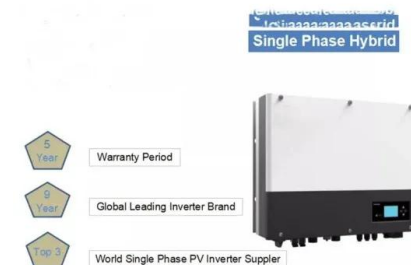 Single Phase Hybrid
5
Year
Warranty Period
9
Year
Global Leading Inverter Brand
Top 3
World Single Phase PV Inverter Suppler